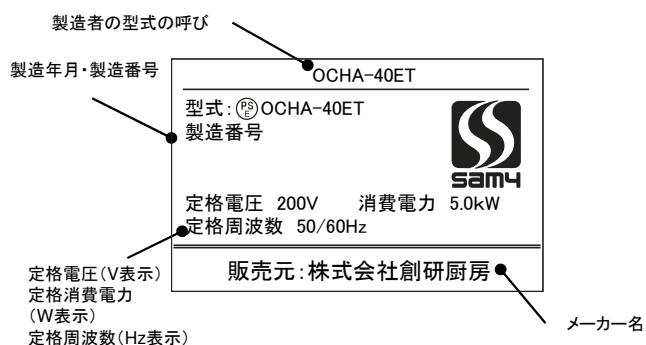 製造者の型式の呼び
製造年月・製造番号
OCHA-40ET
型式:PSE OCHA-40ET
製造番号
samy
定格電圧 200V 消費電力 5.0kW
定格周波数 50/60Hz
販売元:株式会社創研厨房
定格電圧(V表示)
定格消費電力
(W表示)
定格周波数(Hz表示)
メーカー名